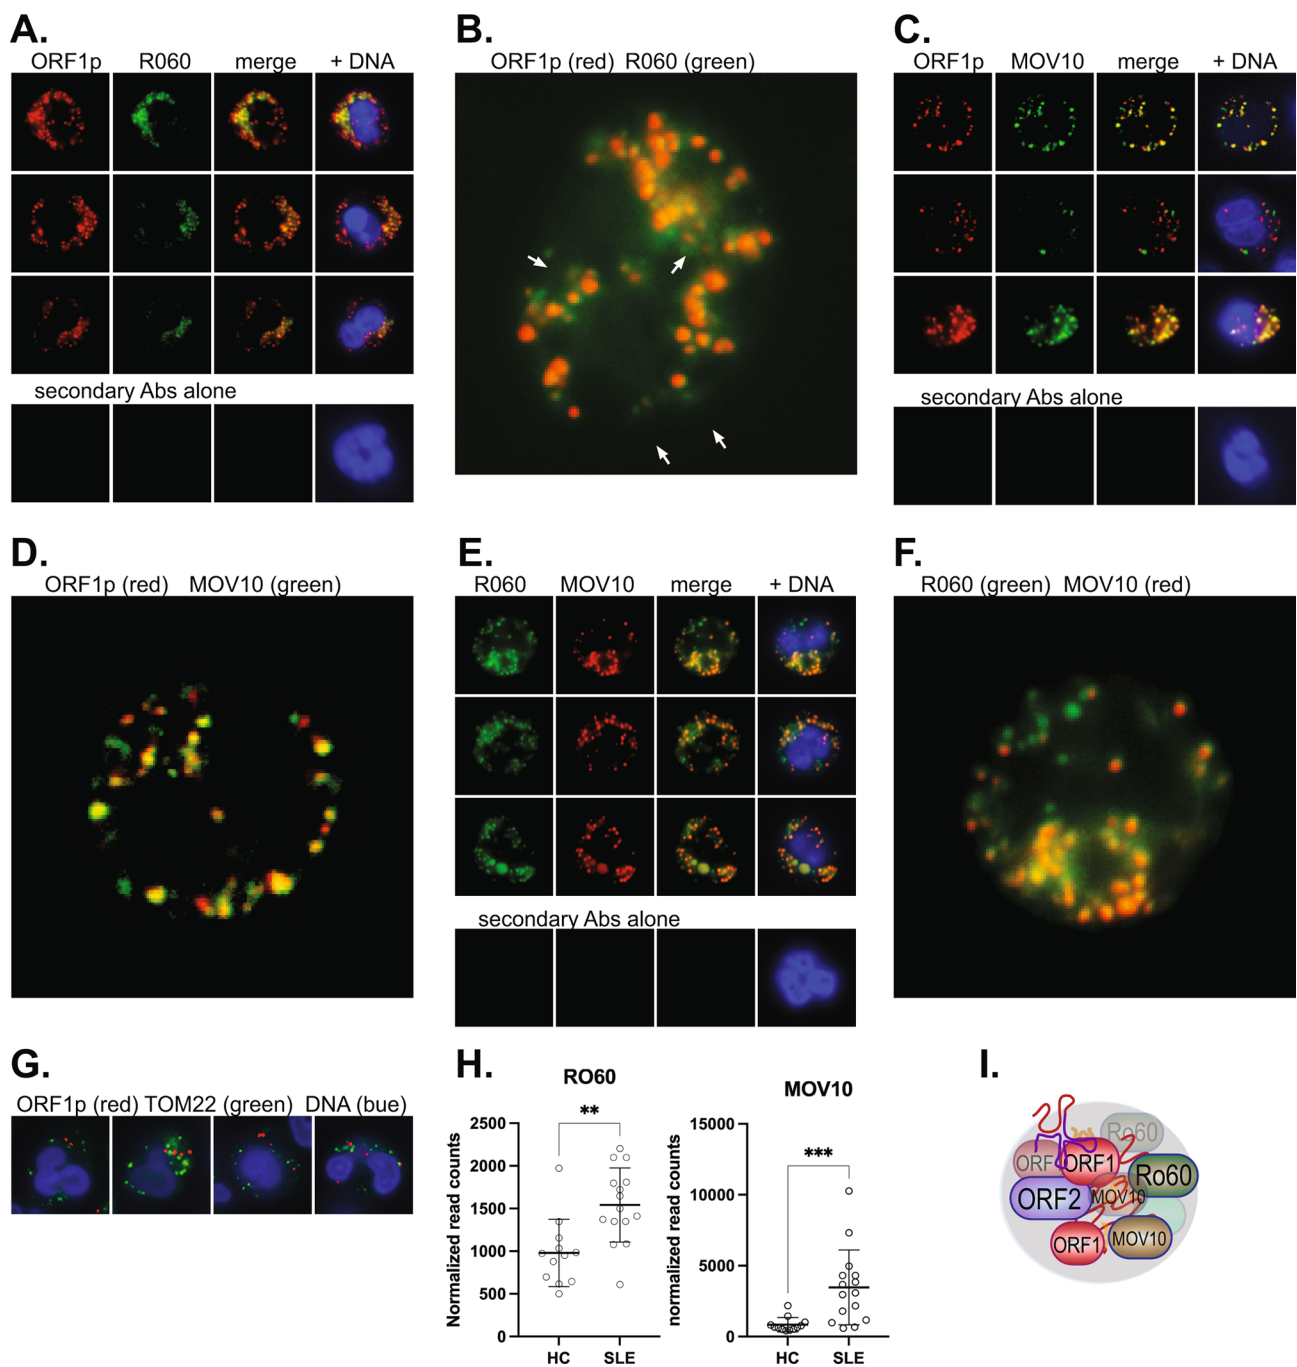 A.
ORF1p R060 merge + DNA
secondary Abs alone
B.
ORF1p (red) R060 (green)
C.
ORF1p MOV10 merge + DNA
secondary Abs alone
D.
ORF1p (red) MOV10 (green)
E.
R060 MOV10 merge + DNA
secondary Abs alone
F.
R060 (green) MOV10 (red)
G.
ORF1p (red) TOM22 (green) DNA (bue)
H.
RO60
**
Normalized read counts
2500
2000
1500
1000
500
0
HC SLE
MOV10
***
normalized read counts
15000
10000
5000
0
HC SLE
I.
Ro60
ORF ORF1
Ro60
ORF2 MOV10
ORF1 MOV10